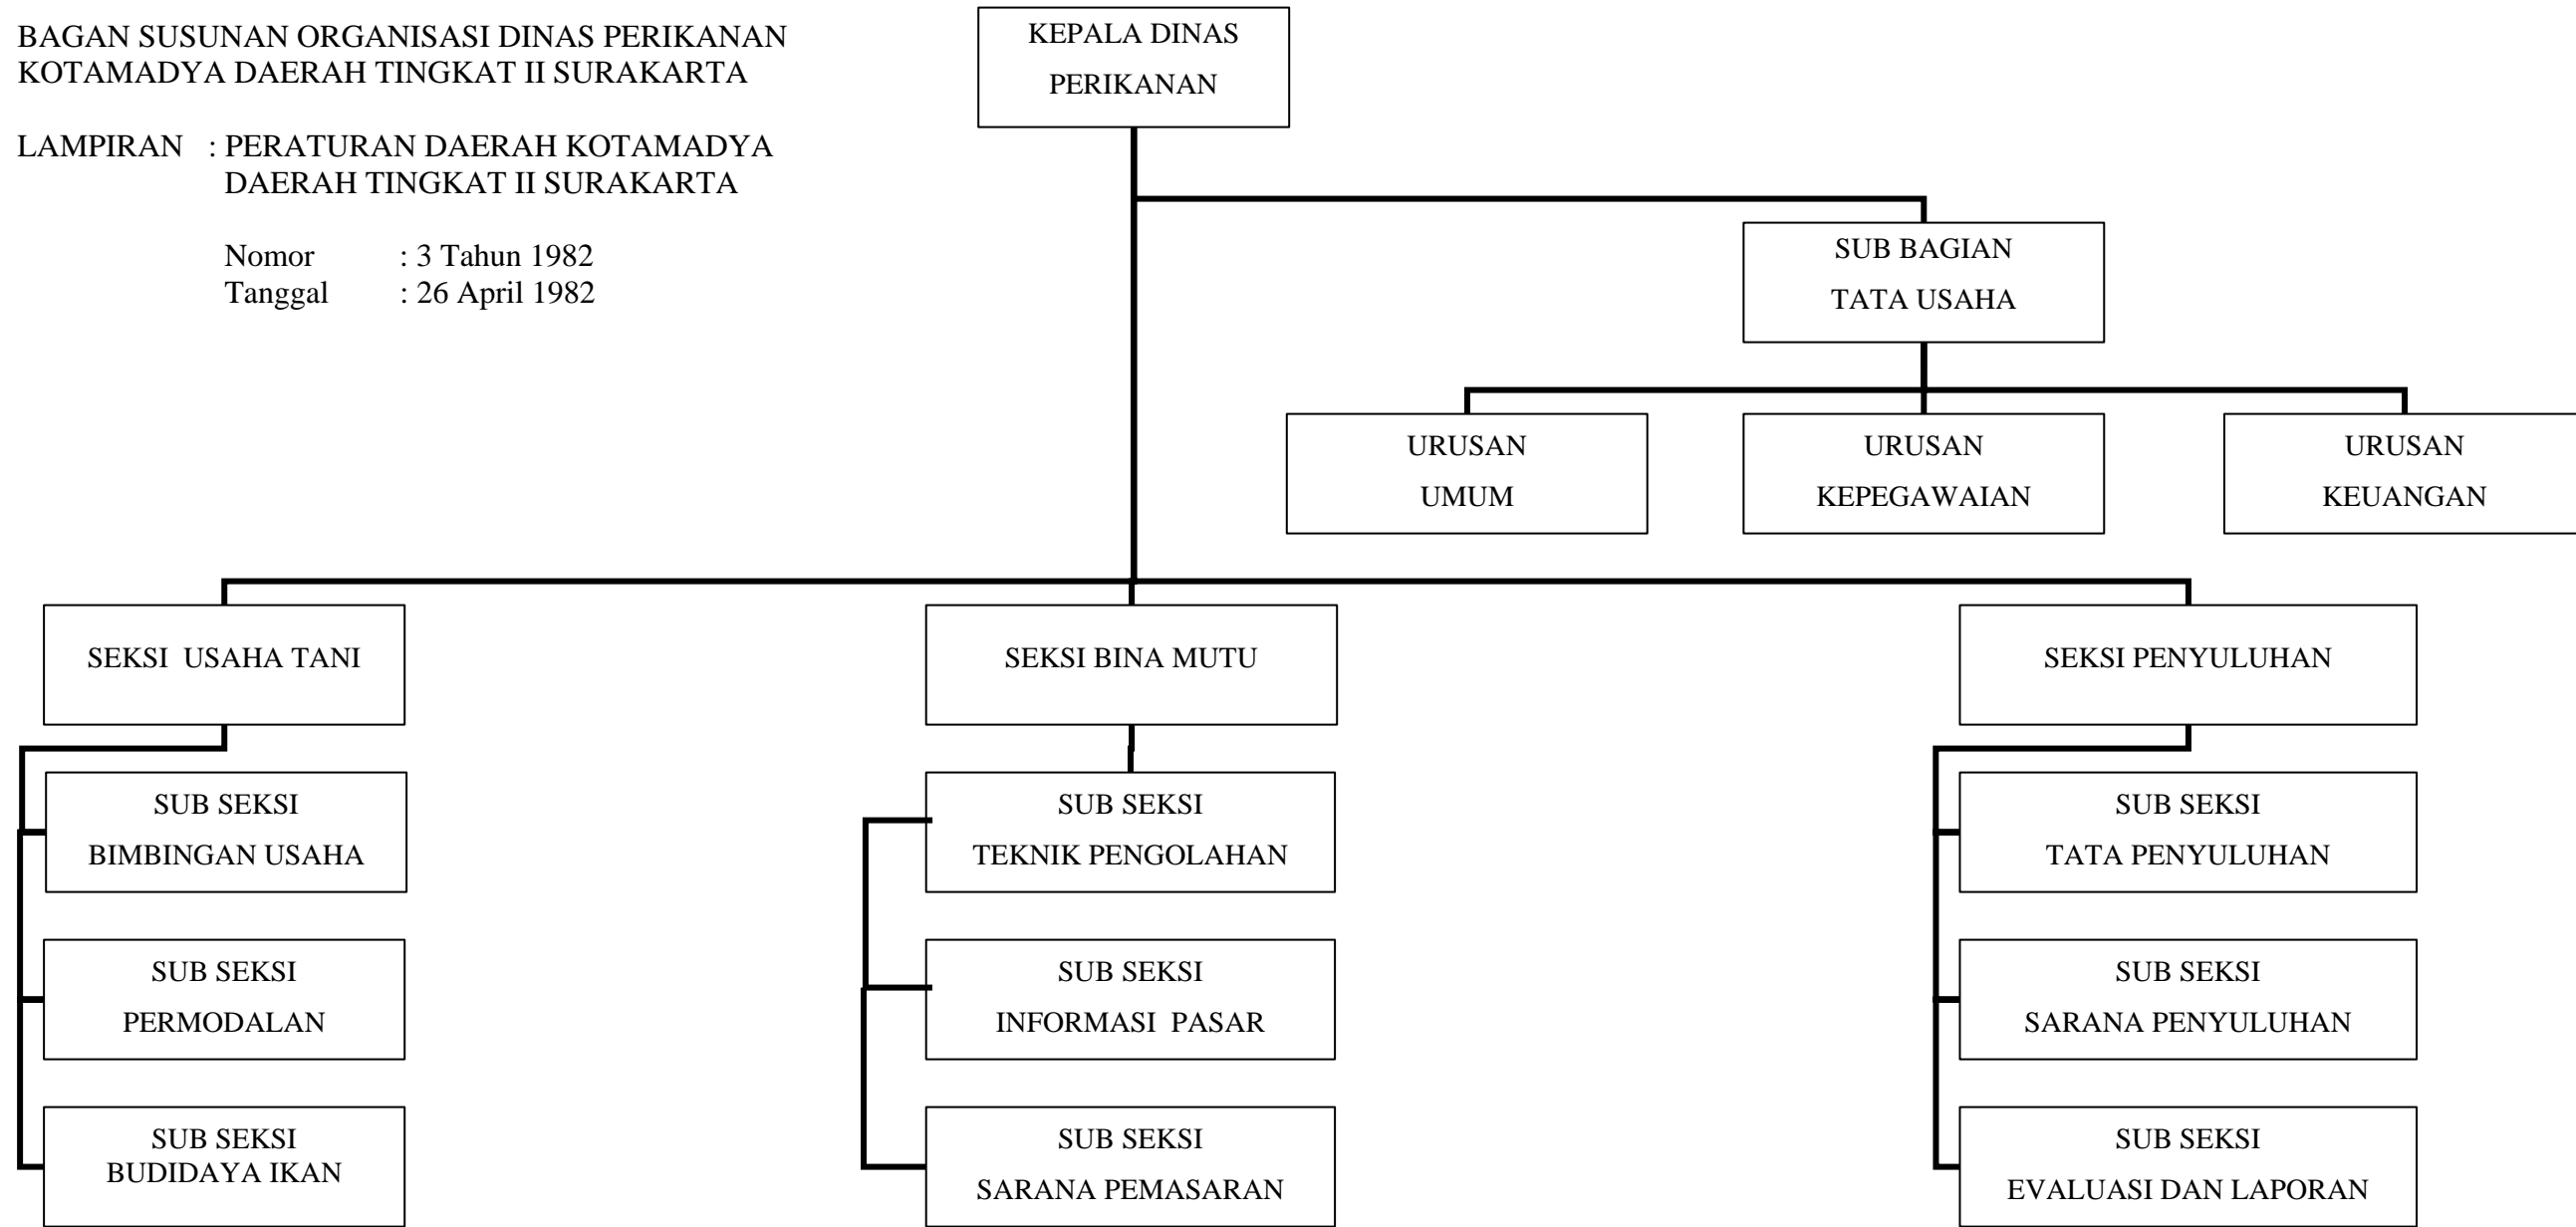 BAGAN SUSUNAN ORGANISASI DINAS PERIKANAN
KOTAMADYA DAERAH TINGKAT II SURAKARTA
LAMPIRAN : PERATURAN DAERAH KOTAMADYA
DAERAH TINGKAT II SURAKARTA
Nomor : 3 Tahun 1982
Tanggal : 26 April 1982
KEPALA DINAS
PERIKANAN
SUB BAGIAN
TATA USAHA
URUSAN
UMUM
URUSAN
KEPEGAWAIAN
URUSAN
KEUANGAN
SEKSI USAHA TANI
SUB SEKSI
BIMBINGAN USAHA
SUB SEKSI
PERMODALAN
SUB SEKSI
BUDIDAYA IKAN
SEKSI BINA MUTU
SUB SEKSI
TEKNIK PENGOLAHAN
SUB SEKSI
INFORMASI PASAR
SUB SEKSI
SARANA PEMASARAN
SEKSI PENYULUHAN
SUB SEKSI
TATA PENYULUHAN
SUB SEKSI
SARANA PENYULUHAN
SUB SEKSI
EVALUASI DAN LAPORAN